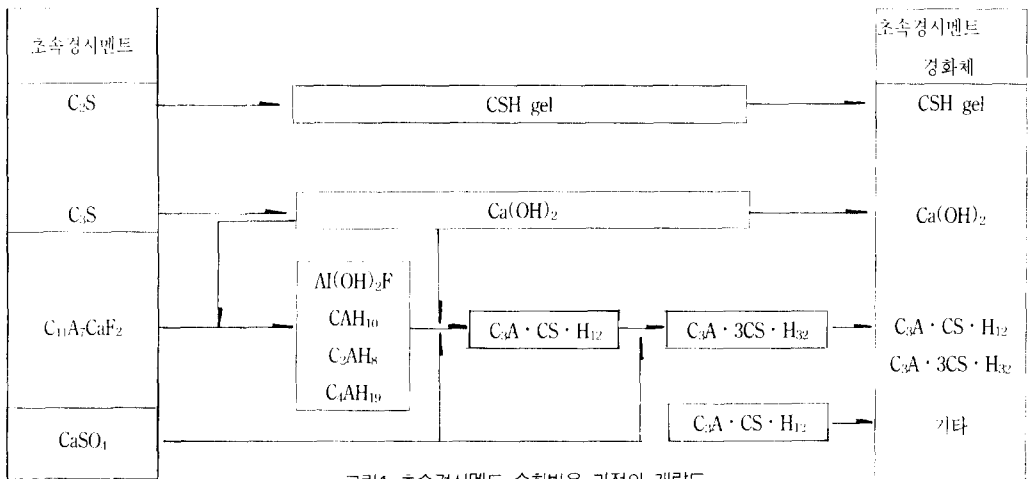 초속경시멘트
초속경시멘트
경화체
C₂S
CSH gel
CSH gel
C₃S
Ca(OH)₂
Ca(OH)₂
C₁₁A₇CaF₂
Al(OH)₂F
CAH₁₀
C₂AH₈
C₄AH₁₉
C₃A · CS · H₁₂
C₃A · 3CS · H₃₂
C₃A · CS · H₁₂
C₃A · 3CS · H₃₂
CaSO₄
C₃A · CS · H₁₂
기타